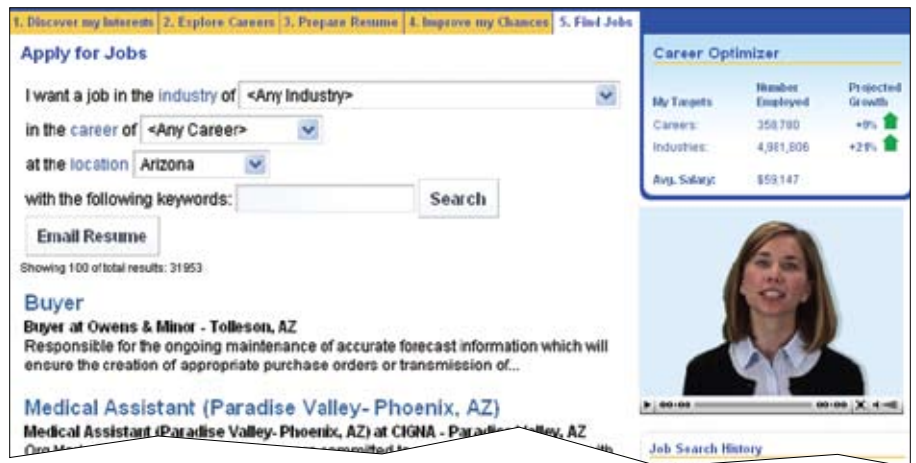 1. Discover my Interests 2. Explore Careers 3. Prepare Resume 4. Improve my Chances 5. Find Jobs
Apply for Jobs
I want a job in the industry of <Any Industry>
in the career of <Any Career>
at the location Arizona
with the following keywords: Search
Email Resume
Showing 100 of total results: 31953
Buyer
Buyer at Owens & Minor - Tolleson, AZ
Responsible for the ongoing maintenance of accurate forecast information which will
ensure the creation of appropriate purchase orders or transmission of...
Medical Assistant (Paradise Valley- Phoenix, AZ)
Medical Assistant (Paradise Valley- Phoenix, AZ) at CIGNA - Paradise Valley, AZ
Career Optimizer
My Targets Number Employed Projected Growth
Careers: 358,780 +9%
Industries: 4,981,806 +21%
Avg. Salary: $59,147
00:00 00:00
Job Search History